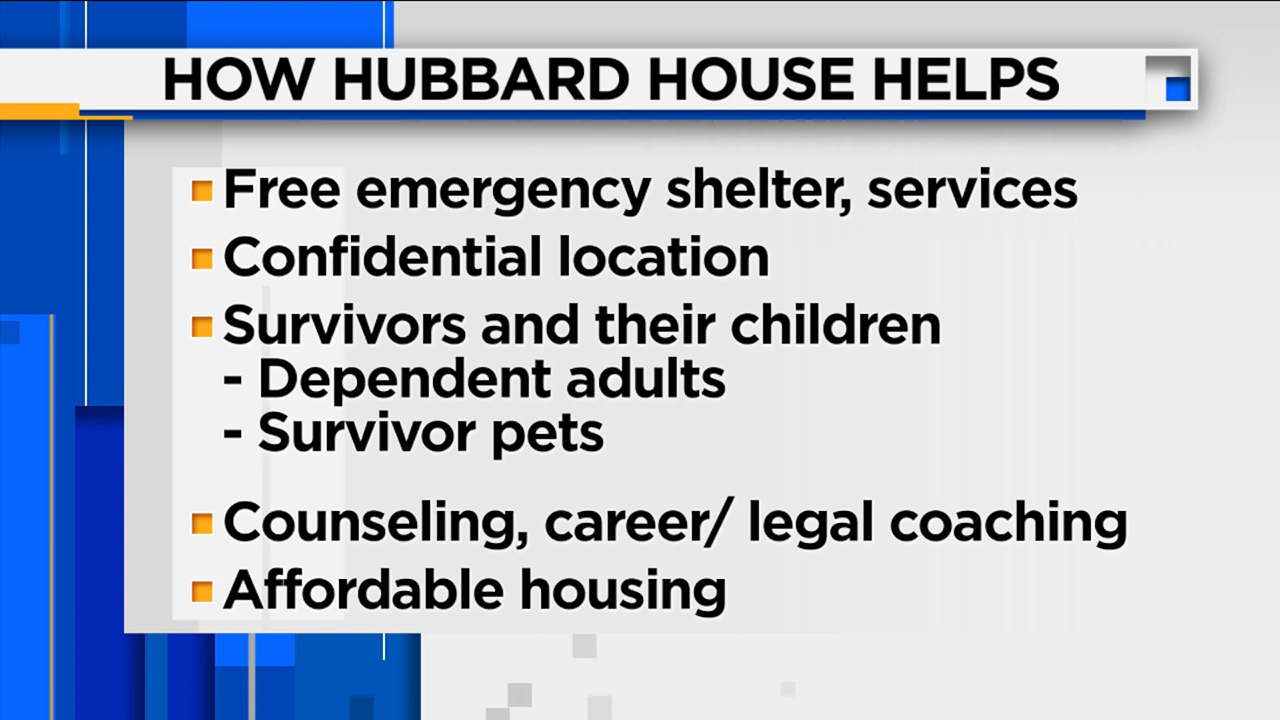 HOW HUBBARD HOUSE HELPS
Free emergency shelter, services
Confidential location
Survivors and their children
- Dependent adults
- Survivor pets
Counseling, career/ legal coaching
Affordable housing